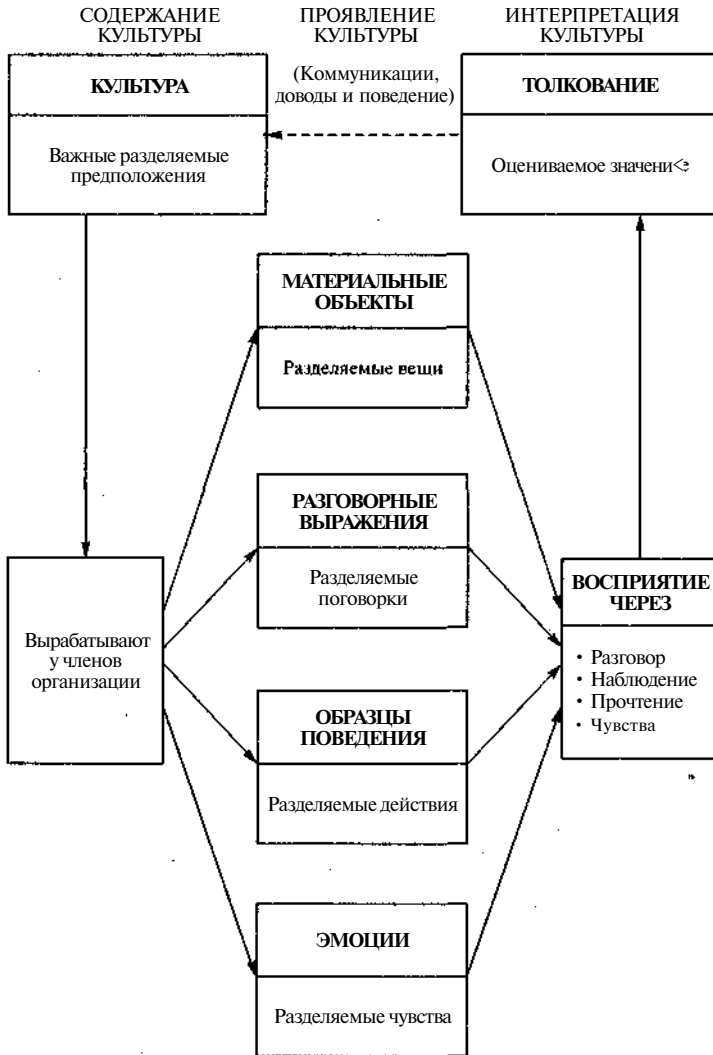 СОДЕРЖАНИЕ
КУЛЬТУРЫ
ПРОЯВЛЕНИЕ
КУЛЬТУРЫ
ИНТЕРПРЕТАЦИЯ
КУЛЬТУРЫ
(Коммуникации,
доводы и поведение)
КУЛЬТУРА
Важные разделяемые
предположения
ТОЛКОВАНИЕ
Оцениваемое значение
МАТЕРИАЛЬНЫЕ
ОБЪЕКТЫ
Разделяемые вещи
РАЗГОВОРНЫЕ
ВЫРАЖЕНИЯ
Разделяемые
поговорки
Вырабатывают
у членов
организации
ВОСПРИЯТИЕ
ЧЕРЕЗ
• Разговор
• Наблюдение
• Прочтение
• Чувства
ОБРАЗЦЫ
ПОВЕДЕНИЯ
Разделяемые действия
ЭМОЦИИ
Разделяемые чувства